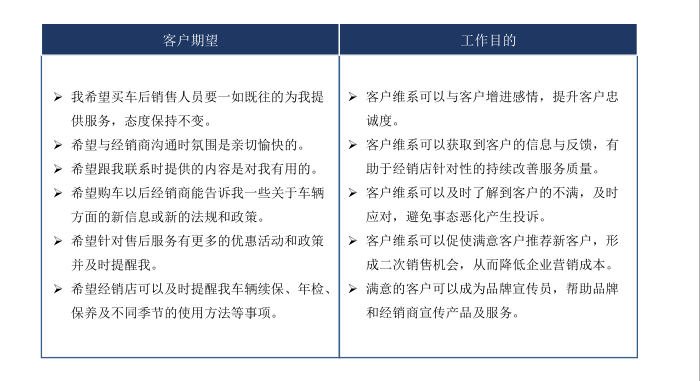 客户期望
工作目的
➢ 我希望买车后销售人员要一如既往的为我提
供服务，态度保持不变。
➢ 希望与经销商沟通时氛围是亲切愉快的。
➢ 希望跟我联系时提供的内容是对我有用的。
➢ 希望购车以后经销商能告诉我一些关于车辆
方面的新信息或新的法规和政策。
➢ 希望针对售后服务有更多的优惠活动和政策
并及时提醒我。
➢ 希望经销店可以及时提醒我车辆续保、年检、
保养及不同季节的使用方法等事项。
➢ 客户维系可以与客户增进感情，提升客户忠
诚度。
➢ 客户维系可以获取到客户的信息与反馈，有
助于经销店针对性的持续改善服务质量。
➢ 客户维系可以及时了解到客户的不满，及时
应对，避免事态恶化产生投诉。
➢ 客户维系可以促使满意客户推荐新客户，形
成二次销售机会，从而降低企业营销成本。
➢ 满意的客户可以成为品牌宣传员，帮助品牌
和经销商宣传产品及服务。